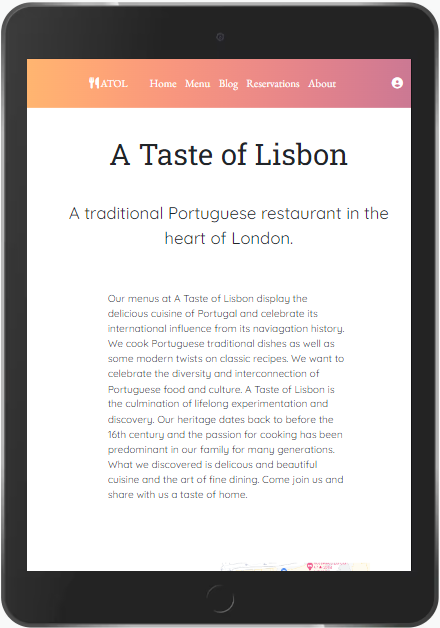 ATOL Home Menu Blog Reservations About
A Taste of Lisbon
A traditional Portuguese restaurant in the
heart of London.
Our menus at A Taste of Lisbon display the
delicious cuisine of Portugal and celebrate its
international influence from its naviagation history.
We cook Portuguese traditional dishes as well as
some modern twists on classic recipes. We want to
celebrate the diversity and interconnection of
Portuguese food and culture. A Taste of Lisbon is
the culmination of lifelong experimentation and
discovery. Our heritage dates back to before the
16th century and the passion for cooking has been
predominant in our family for many generations.
What we discovered is delicous and beautiful
cuisine and the art of fine dining. Come join us and
share with us a taste of home.